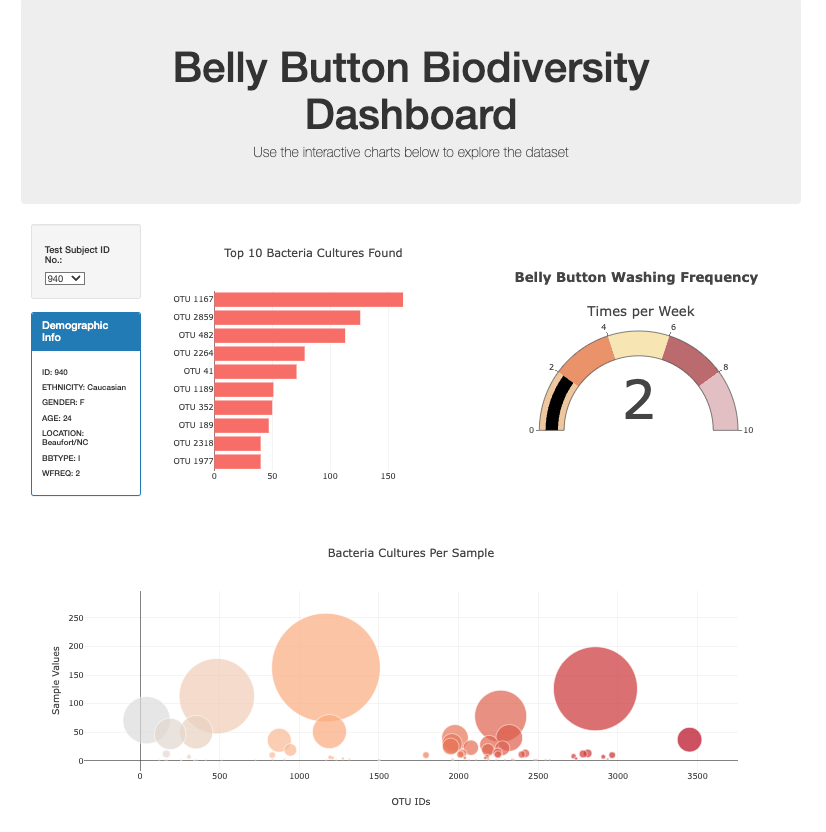 Belly Button Biodiversity
Dashboard
Use the interactive charts below to explore the dataset
Test Subject ID
No.:
940
Demographic
Info
ID: 940
ETHNICITY: Caucasian
GENDER: F
AGE: 24
LOCATION:
Beaufort/NC
BBTYPE: I
WFREQ: 2
Top 10 Bacteria Cultures Found
OTU 1167
OTU 2859
OTU 482
OTU 2264
OTU 41
OTU 1189
OTU 352
OTU 189
OTU 2318
OTU 1977
0 50 100 150
Belly Button Washing Frequency
Times per Week
4 6
2 8
2
0 10
Bacteria Cultures Per Sample
Sample Values
250
200
150
100
50
0
0 500 1000 1500 2000 2500 3000 3500
OTU IDs